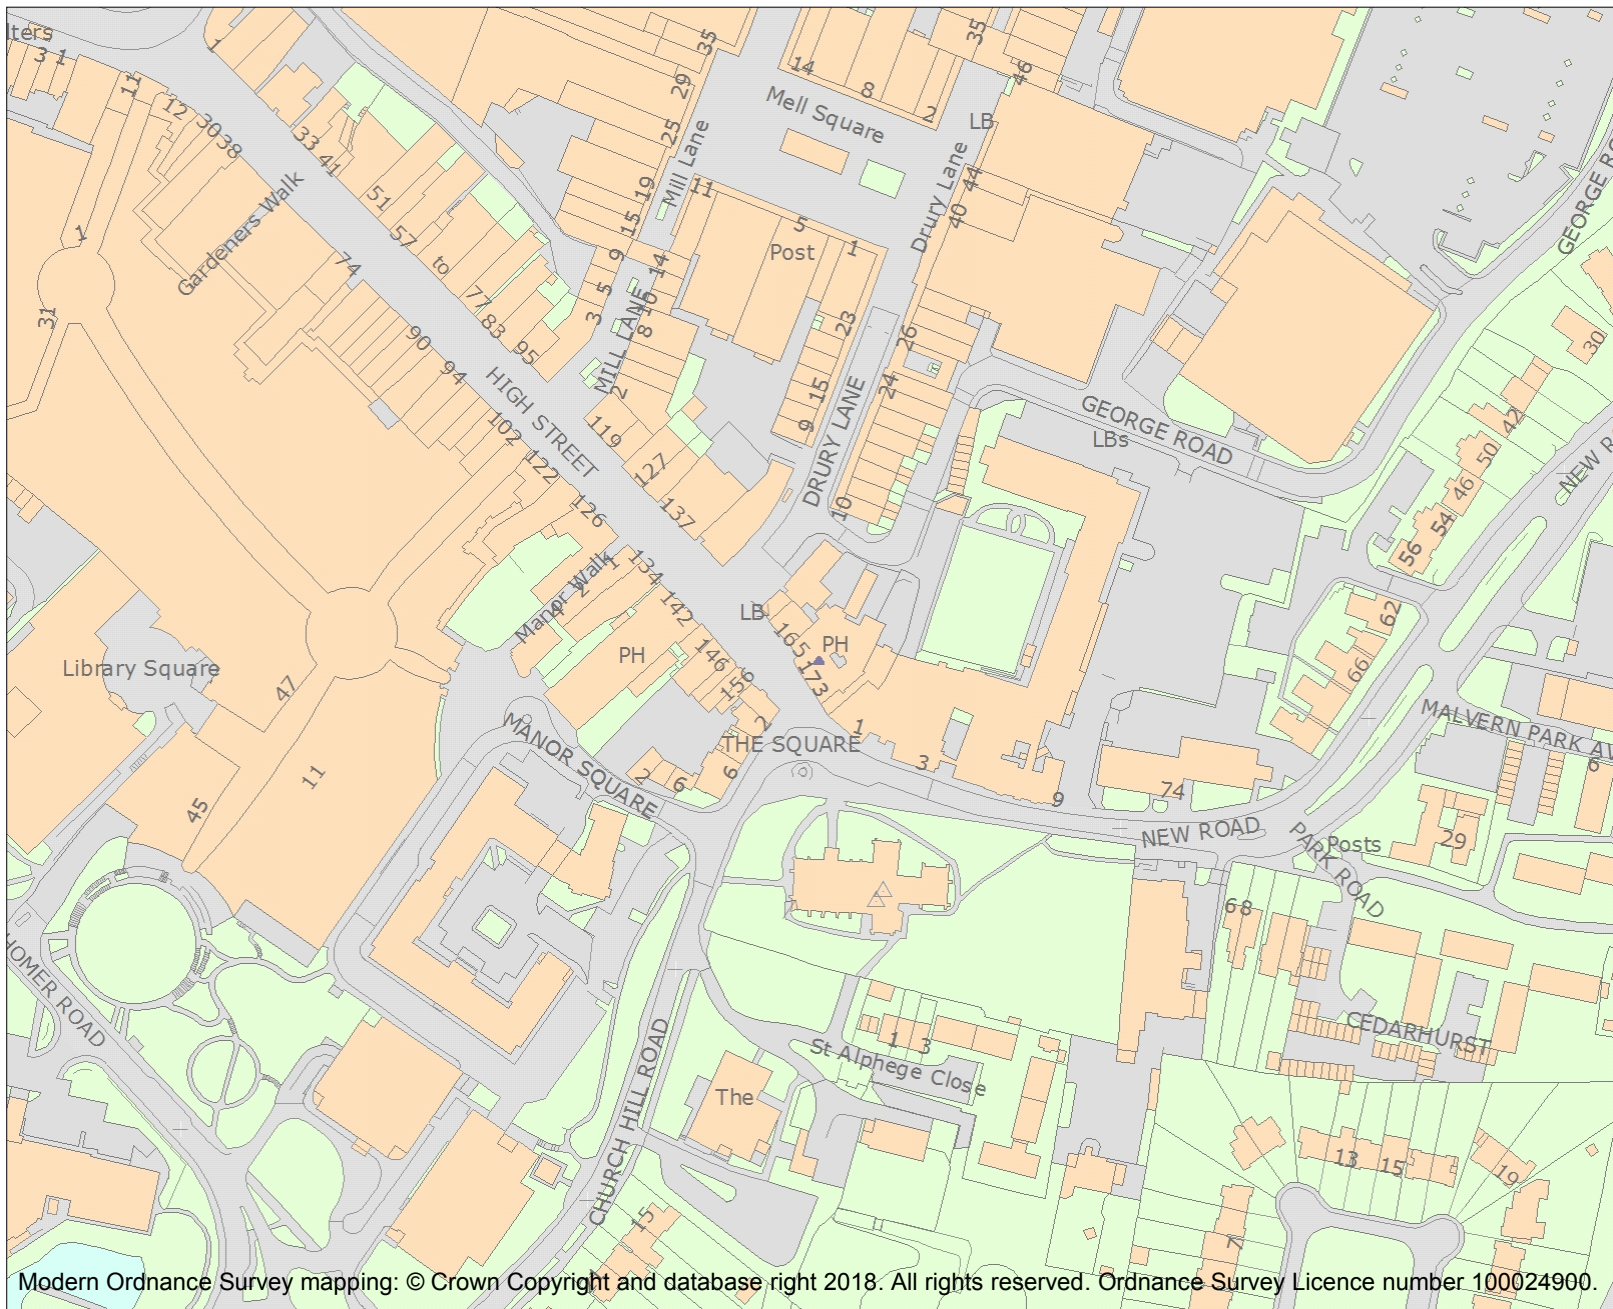 lters
3 1
11
12
30
38
1
33
41
51
57
to
77
83
95
35
29
25
19
15
9
5
3
Mill Lane
14
8
2
Mell Square
35
46
LB
Drury Lane
44
40
11
5
1
Post
14
10
8
2
MILL LANE
23
15
9
26
24
10
DRURY LANE
GEORGE ROAD
LBs
GEORGE RO
30
42
50
46
54
56
NEW R
Gardeners Walk
1
31
74
90
94
102
122
126
HIGH STREET
119
127
137
134
142
146
156
2
Manor Walk
1
2
4
PH
LB
165
PH
173
THE SQUARE
1
3
9
74
NEW ROAD
62
66
MALVERN PARK AV
6
29
PARK ROAD
Posts
Library Square
47
11
45
MANOR SQUARE
2
6
6
68
HOMER ROAD
CHURCH HILL ROAD
1
3
St Alphege Close
The
CEDARHURST
13
15
19
7
15
Modern Ordnance Survey mapping: © Crown Copyright and database right 2018. All rights reserved. Ordnance Survey Licence number 100024900.